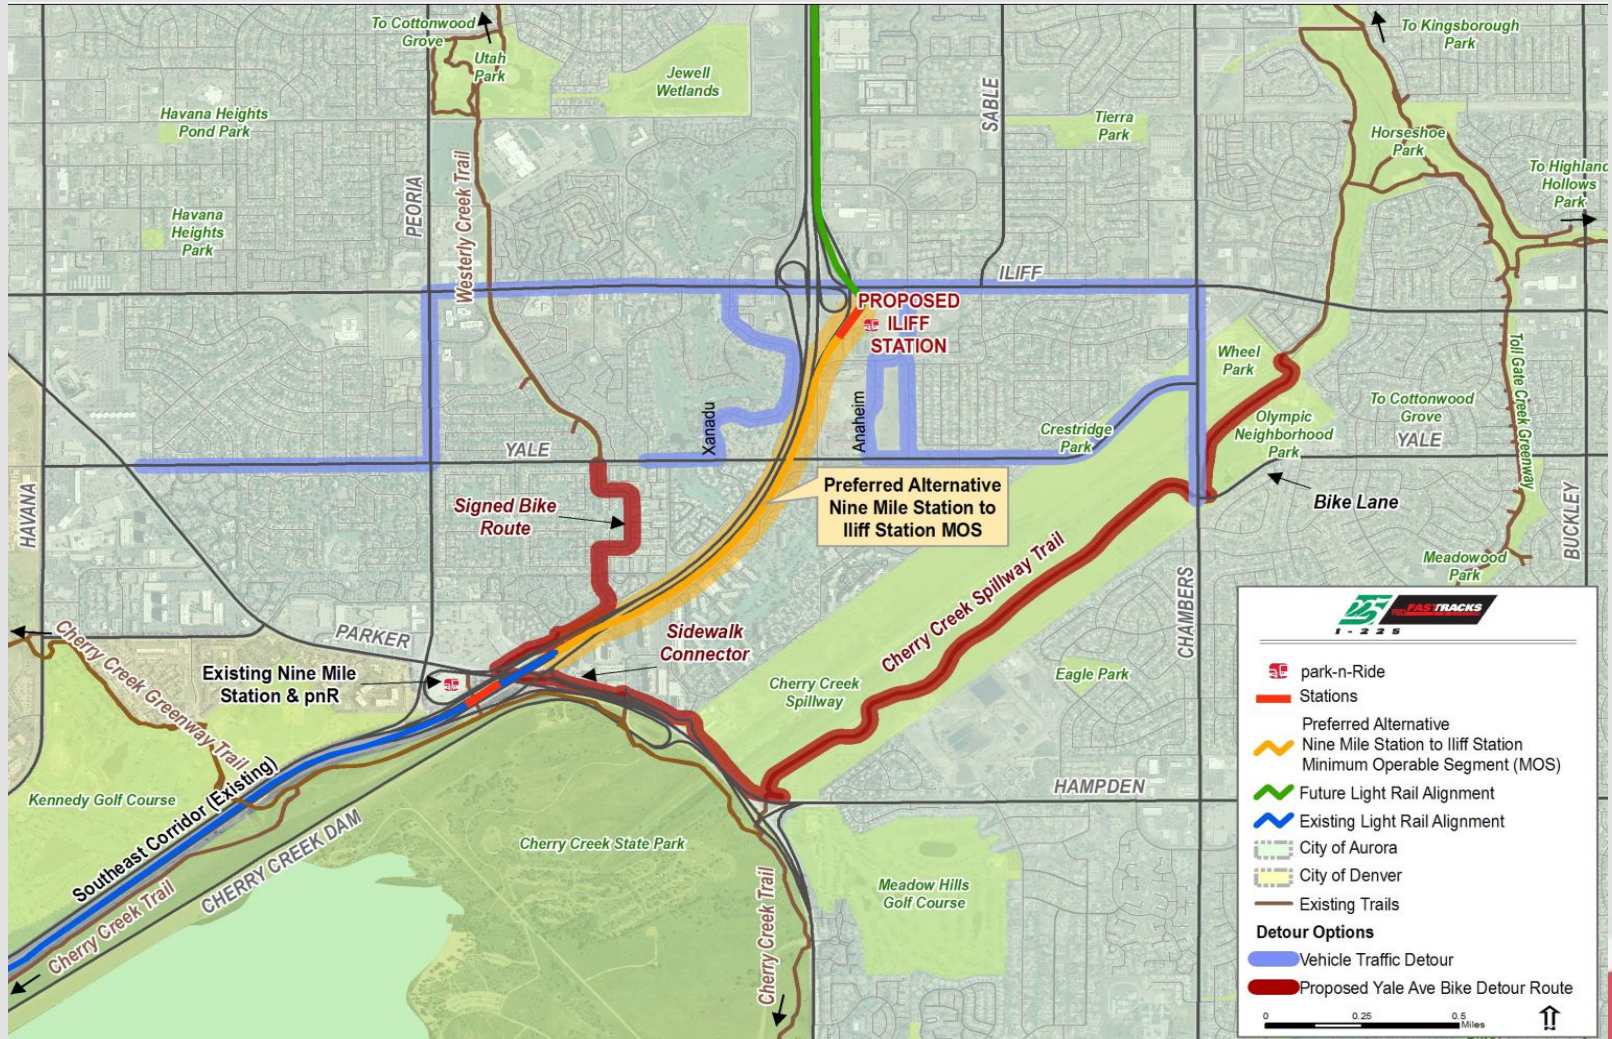 To Cottonwood
Grove
Utah
Park
Jewell
Wetlands
Havana Heights
Pond Park
SABLE
Tierra
Park
To Kingsborough
Park
Horseshoe
Park
To Highland
Hollows
Park
PEORIA
Westerly Creek Trail
Havana
Heights
Park
ILIFF
PROPOSED
ILIFF
STATION
Wheel
Park
Toll Gate Creek Greenway
Xanadu
Anaheim
Crestridge
Park
Olympic
Neighborhood
Park
To Cottonwood
Grove
YALE
YALE
HAVANA
Signed Bike
Route
Preferred Alternative
Nine Mile Station to
Iliff Station MOS
Bike Lane
BUCKLEY
Meadowood
Park
Cherry Creek Spillway Trail
CHAMBERS
PARKER
Sidewalk
Connector
Cherry Creek Greenway Trail
Existing Nine Mile
Station & pnR
Cherry Creek
Spillway
Eagle Park
HAMPDEN
Kennedy Golf Course
Southeast Corridor (Existing)
CHERRY CREEK DAM
Cherry Creek Trail
Cherry Creek State Park
Cherry Creek Trail
Meadow Hills
Golf Course
FASTRACKS
I-225
park-n-Ride
Stations
Preferred Alternative
Nine Mile Station to Iliff Station
Minimum Operable Segment (MOS)
Future Light Rail Alignment
Existing Light Rail Alignment
City of Aurora
City of Denver
Existing Trails
Detour Options
Vehicle Traffic Detour
Proposed Yale Ave Bike Detour Route
0 0.25 0.5
Miles